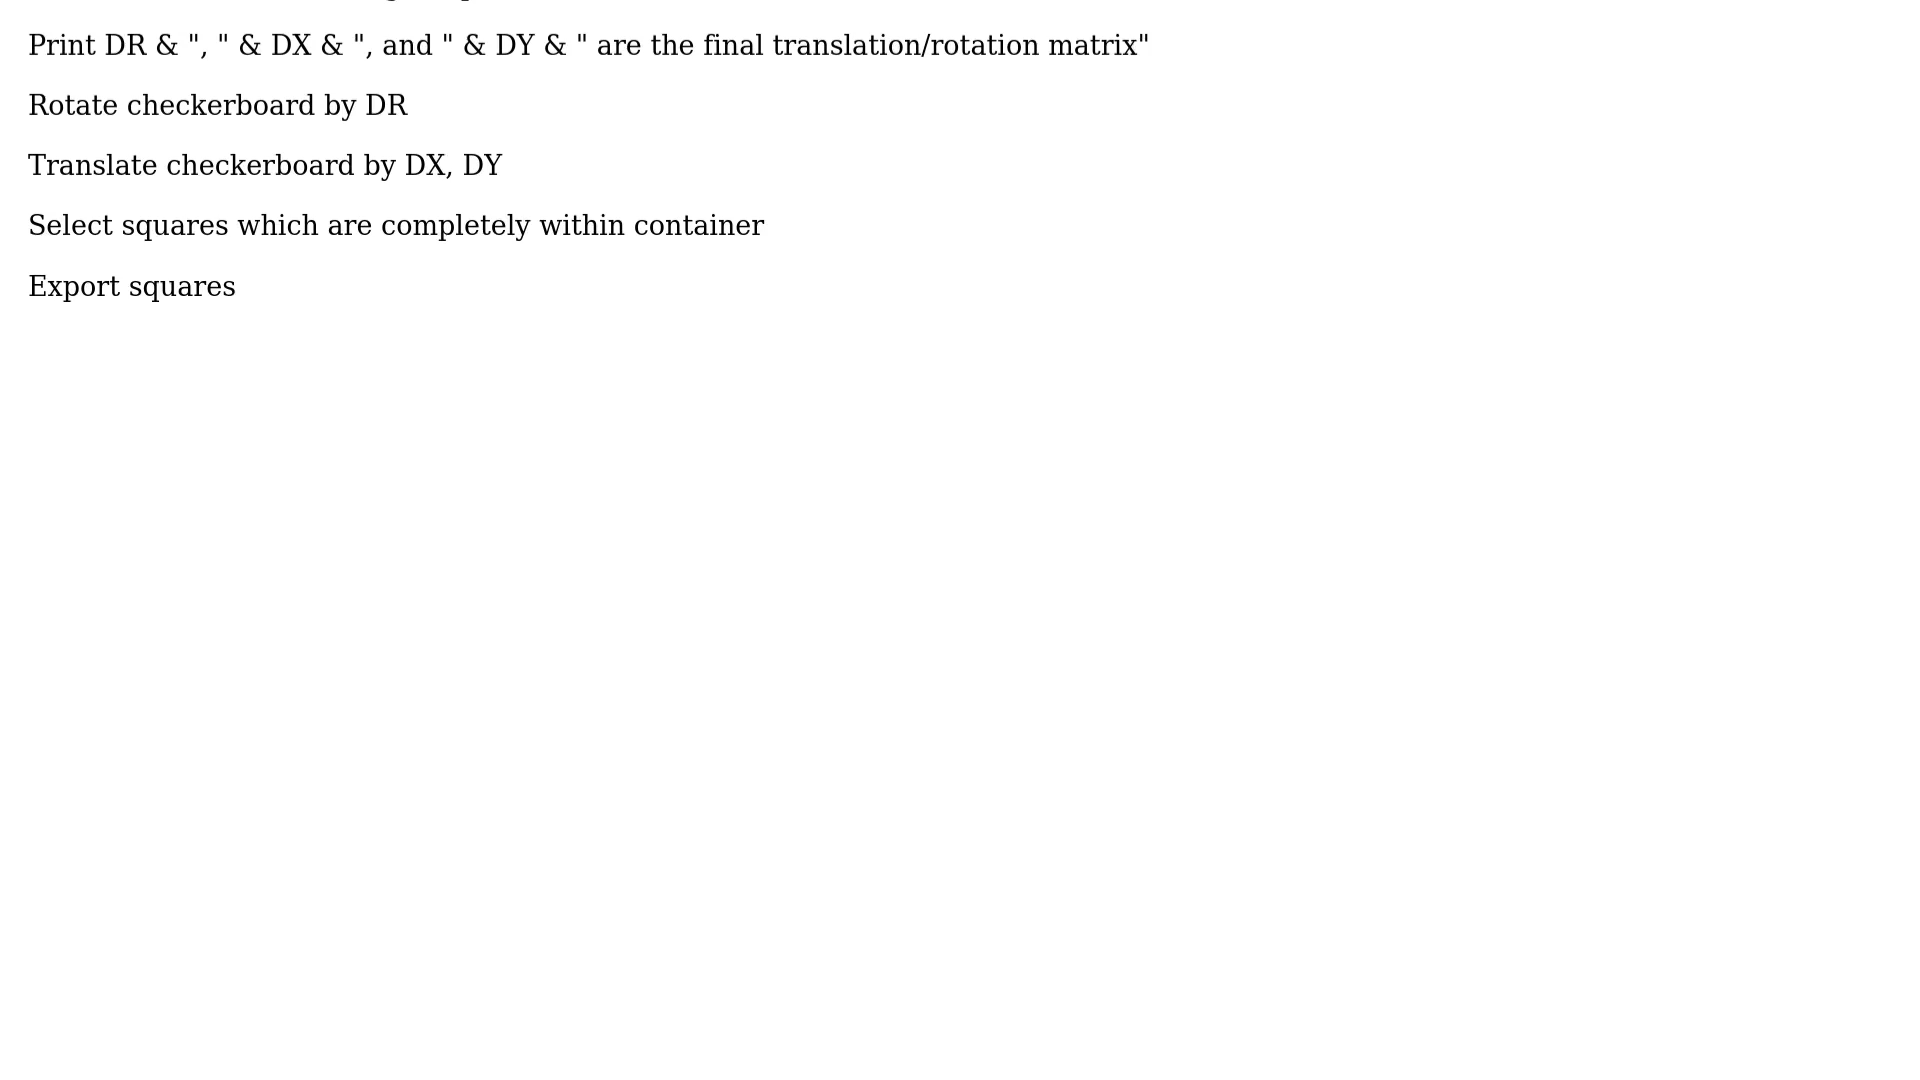 Print DR & ", " & DX & ", and " & DY & " are the final translation/rotation matrix"
Rotate checkerboard by DR
Translate checkerboard by DX, DY
Select squares which are completely within container
Export squares